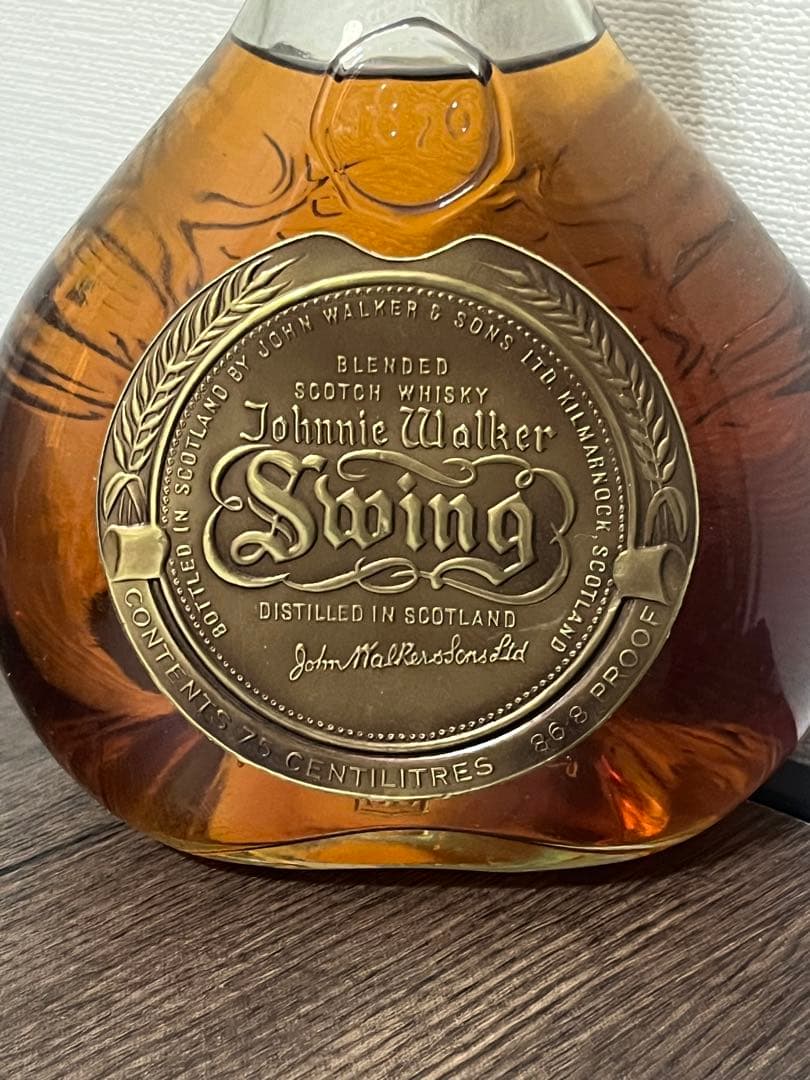 1820
BOTTLED IN SCOTLAND BY JOHN WALKER & SONS LTD. KILMARNOCK, SCOTLAND
BLENDED
SCOTCH WHISKY
Johnnie Walker
Swing
DISTILLED IN SCOTLAND
John Walker & Sons Ltd
CONTENTS 75 CENTILITRES 86·8 PROOF